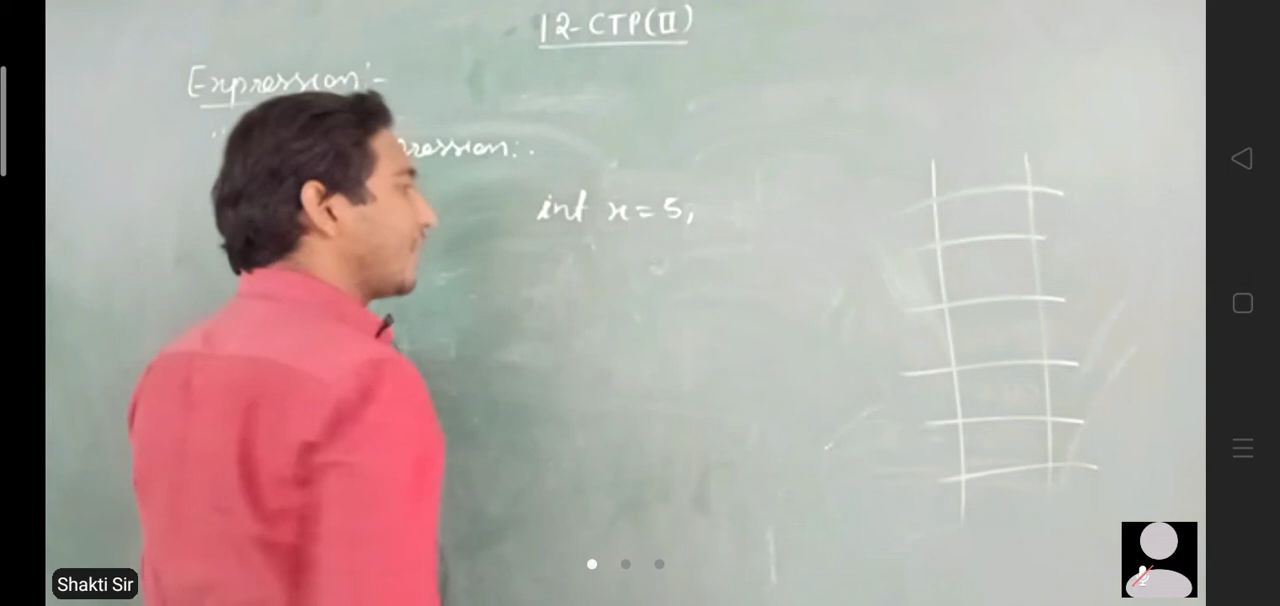 12-CTP(II)
Expression:-
ression:.
int x=5,
Shakti Sir